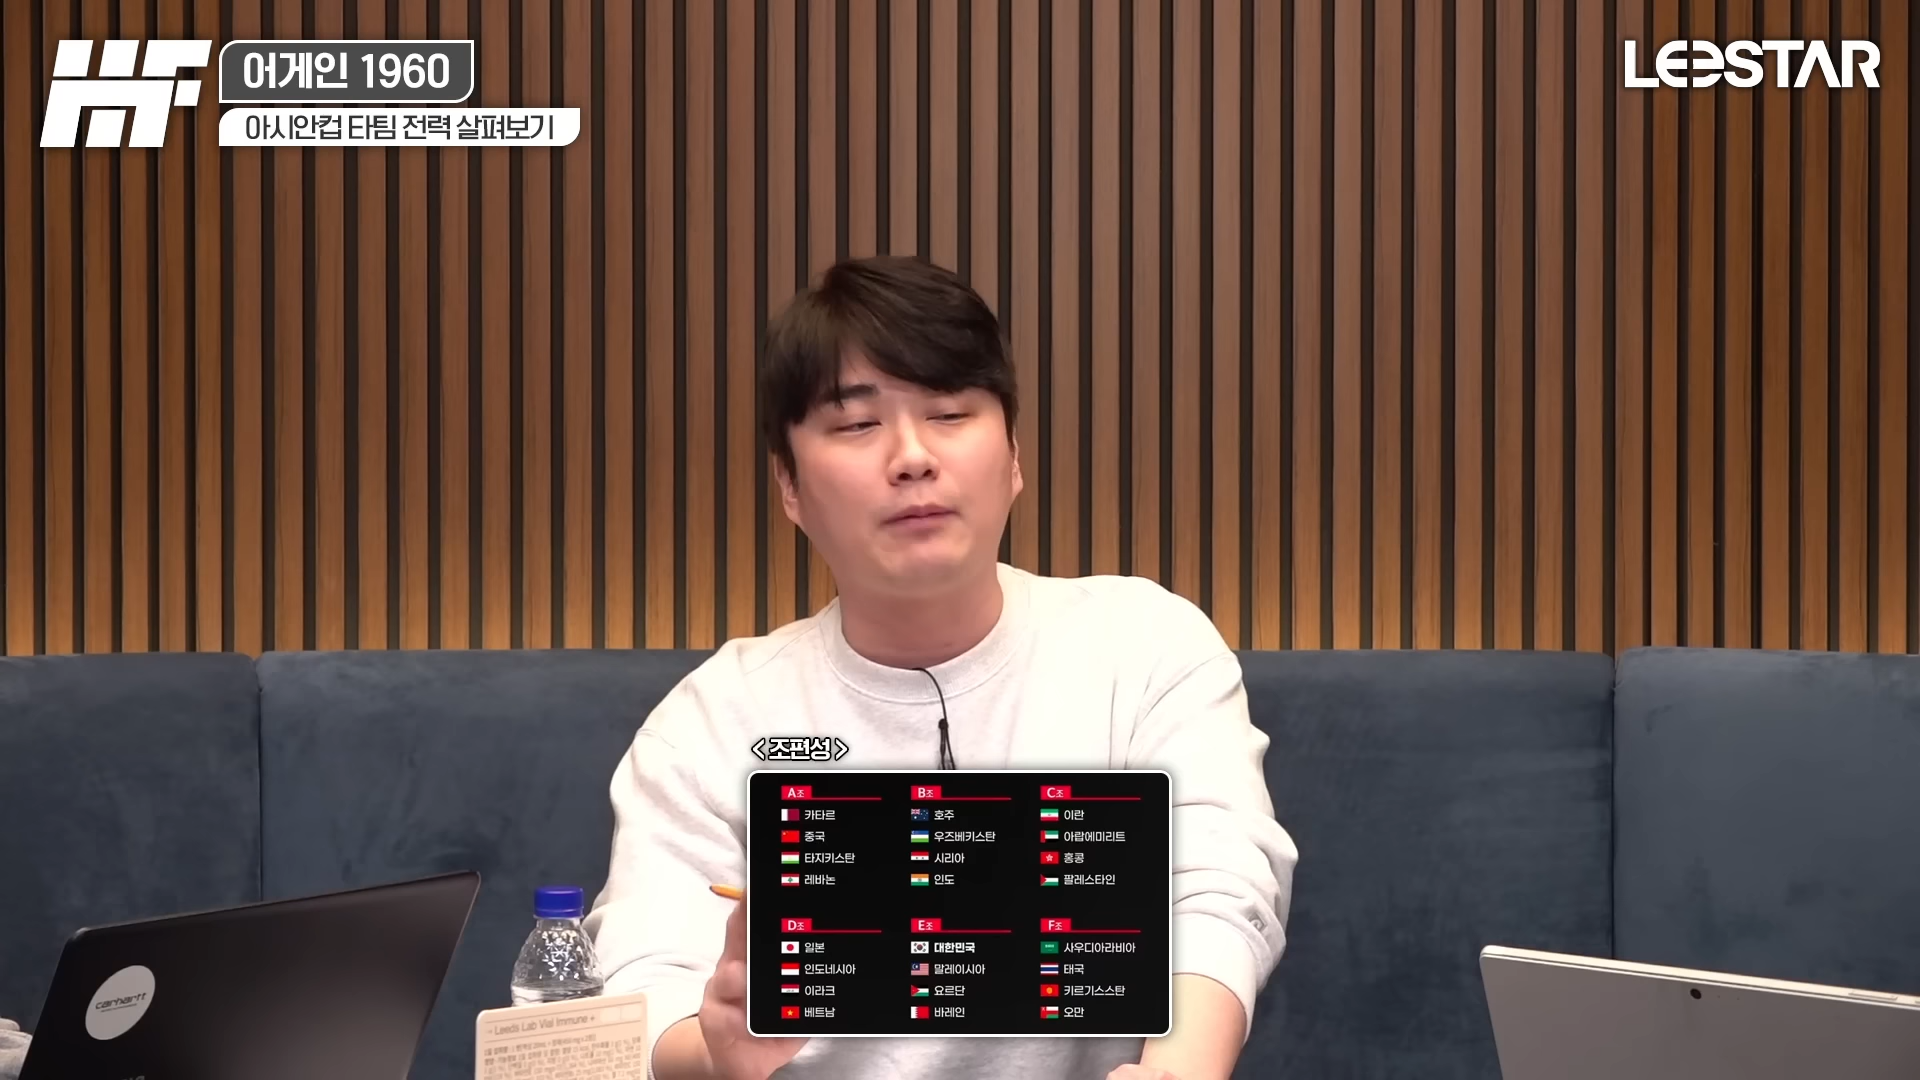 HF
어게인 1960
아시안컵 타팀 전력 살펴보기
LEESTAR
< 조편성 >
A조
카타르
중국
타지키스탄
레바논
B조
호주
우즈베키스탄
시리아
인도
C조
이란
아랍에미리트
홍콩
팔레스타인
D조
일본
인도네시아
이라크
베트남
E조
대한민국
말레이시아
요르단
바레인
F조
사우디아라비아
태국
키르기스스탄
오만
carhartt
Leeds Lab Vial Immune +